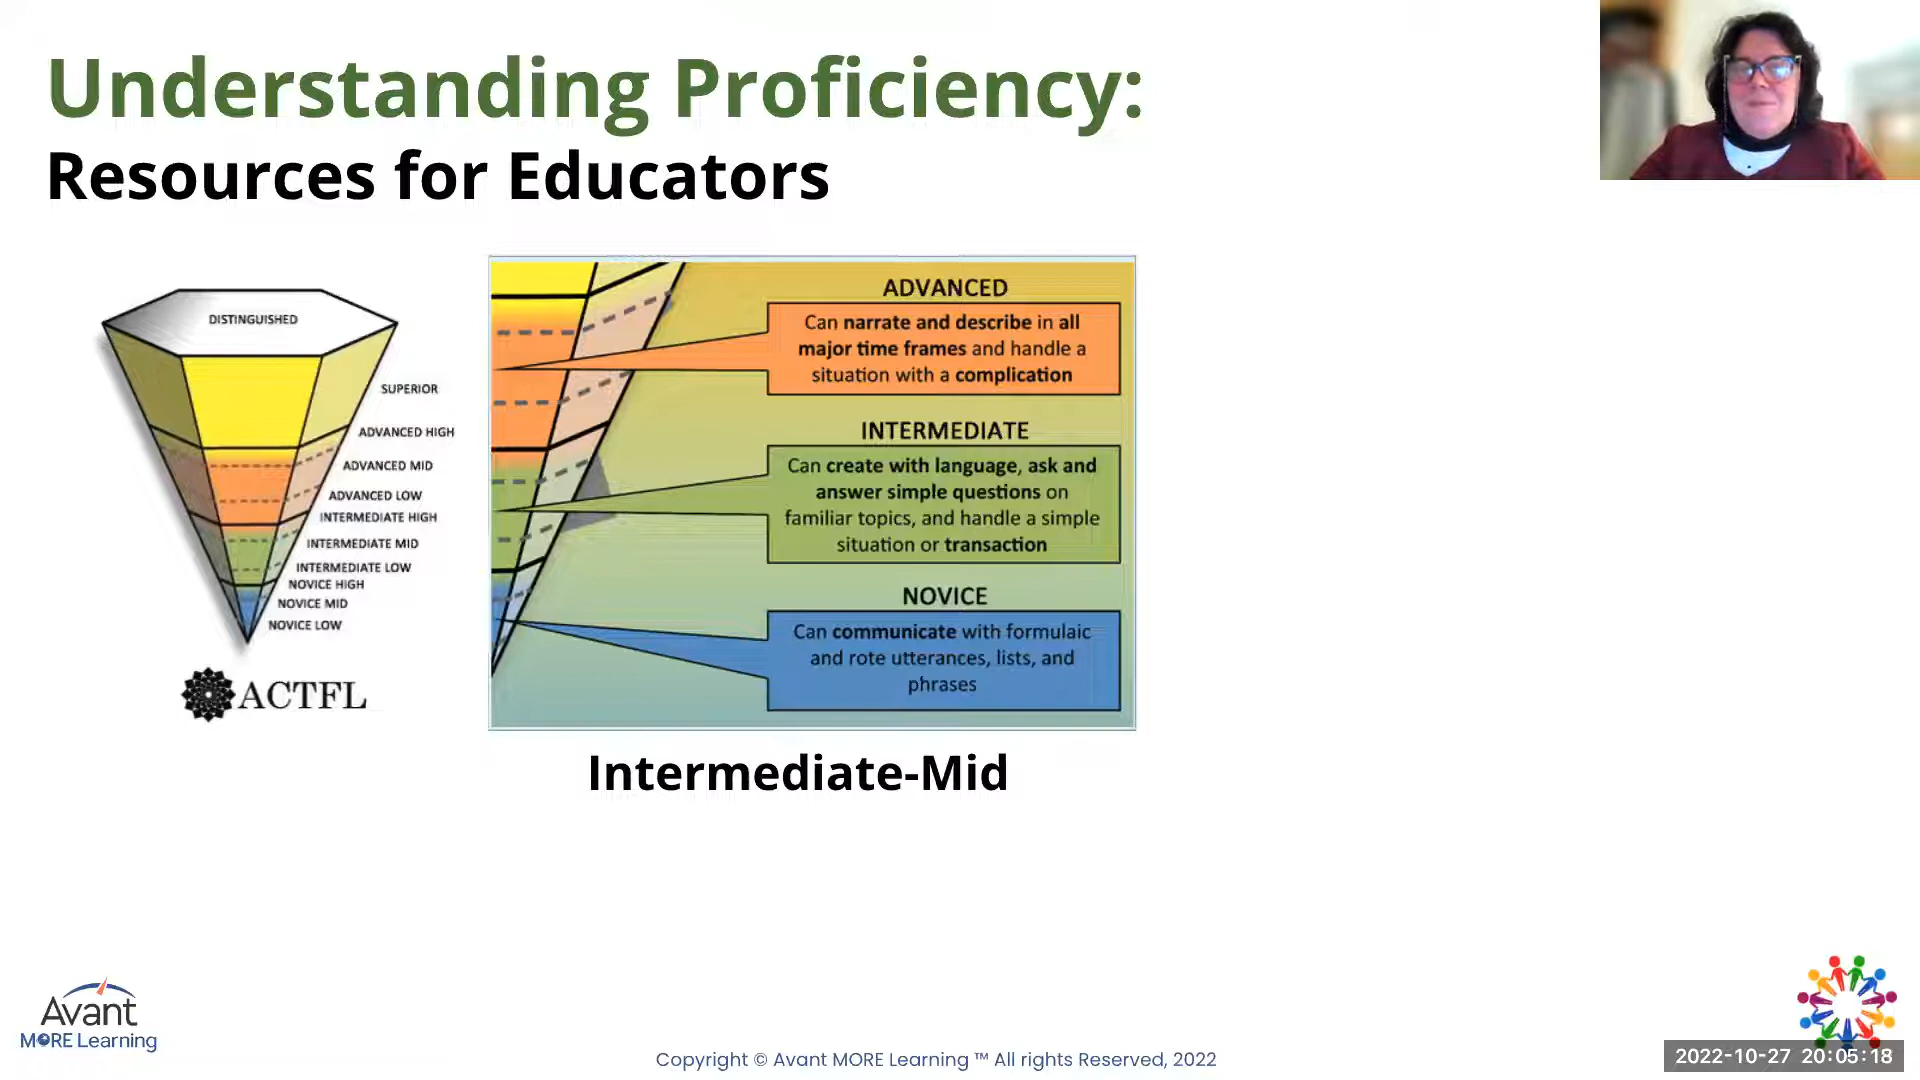 Understanding Proficiency:
Resources for Educators
DISTINGUISHED
SUPERIOR
ADVANCED HIGH
ADVANCED MID
ADVANCED LOW
INTERMEDIATE HIGH
INTERMEDIATE MID
INTERMEDIATE LOW
NOVICE HIGH
NOVICE MID
NOVICE LOW
ACTFL
ADVANCED
Can narrate and describe in all
major time frames and handle a
situation with a complication
INTERMEDIATE
Can create with language, ask and
answer simple questions on
familiar topics, and handle a simple
situation or transaction
NOVICE
Can communicate with formulaic
and rote utterances, lists, and
phrases
Intermediate-Mid
Avant
MORE Learning
Copyright © Avant MORE Learning ™ All rights Reserved, 2022
2022-10-27 20:05:18